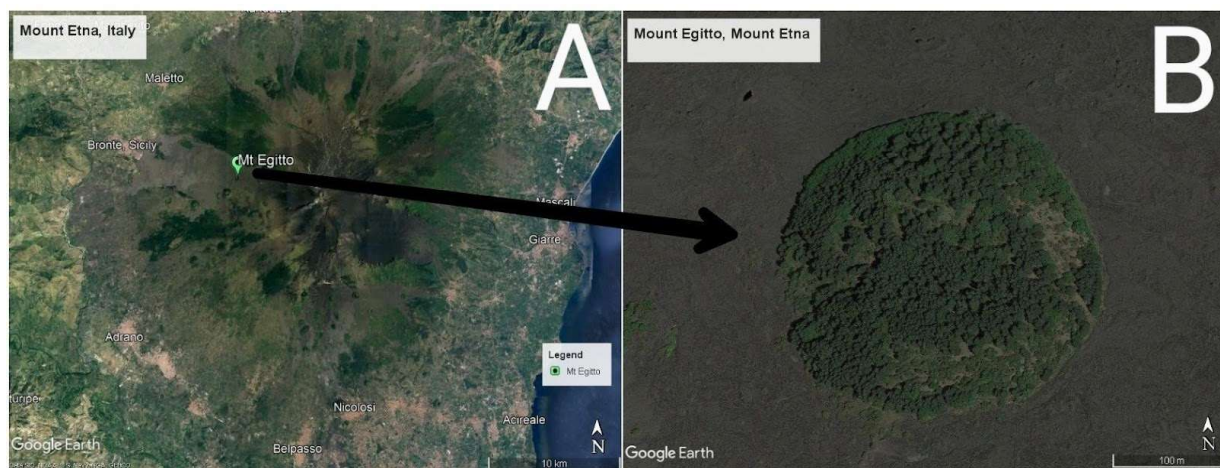 Mount Etna, Italy
A
Maletto
Bronte, Sicily
Mt Egitto
Mascali
Giarre
Adrano
Legend
Mt Egitto
Nicolosi
Acireale
Belpasso
N
Google Earth
10 km
Mount Egitto, Mount Etna
B
N
Google Earth
100 m